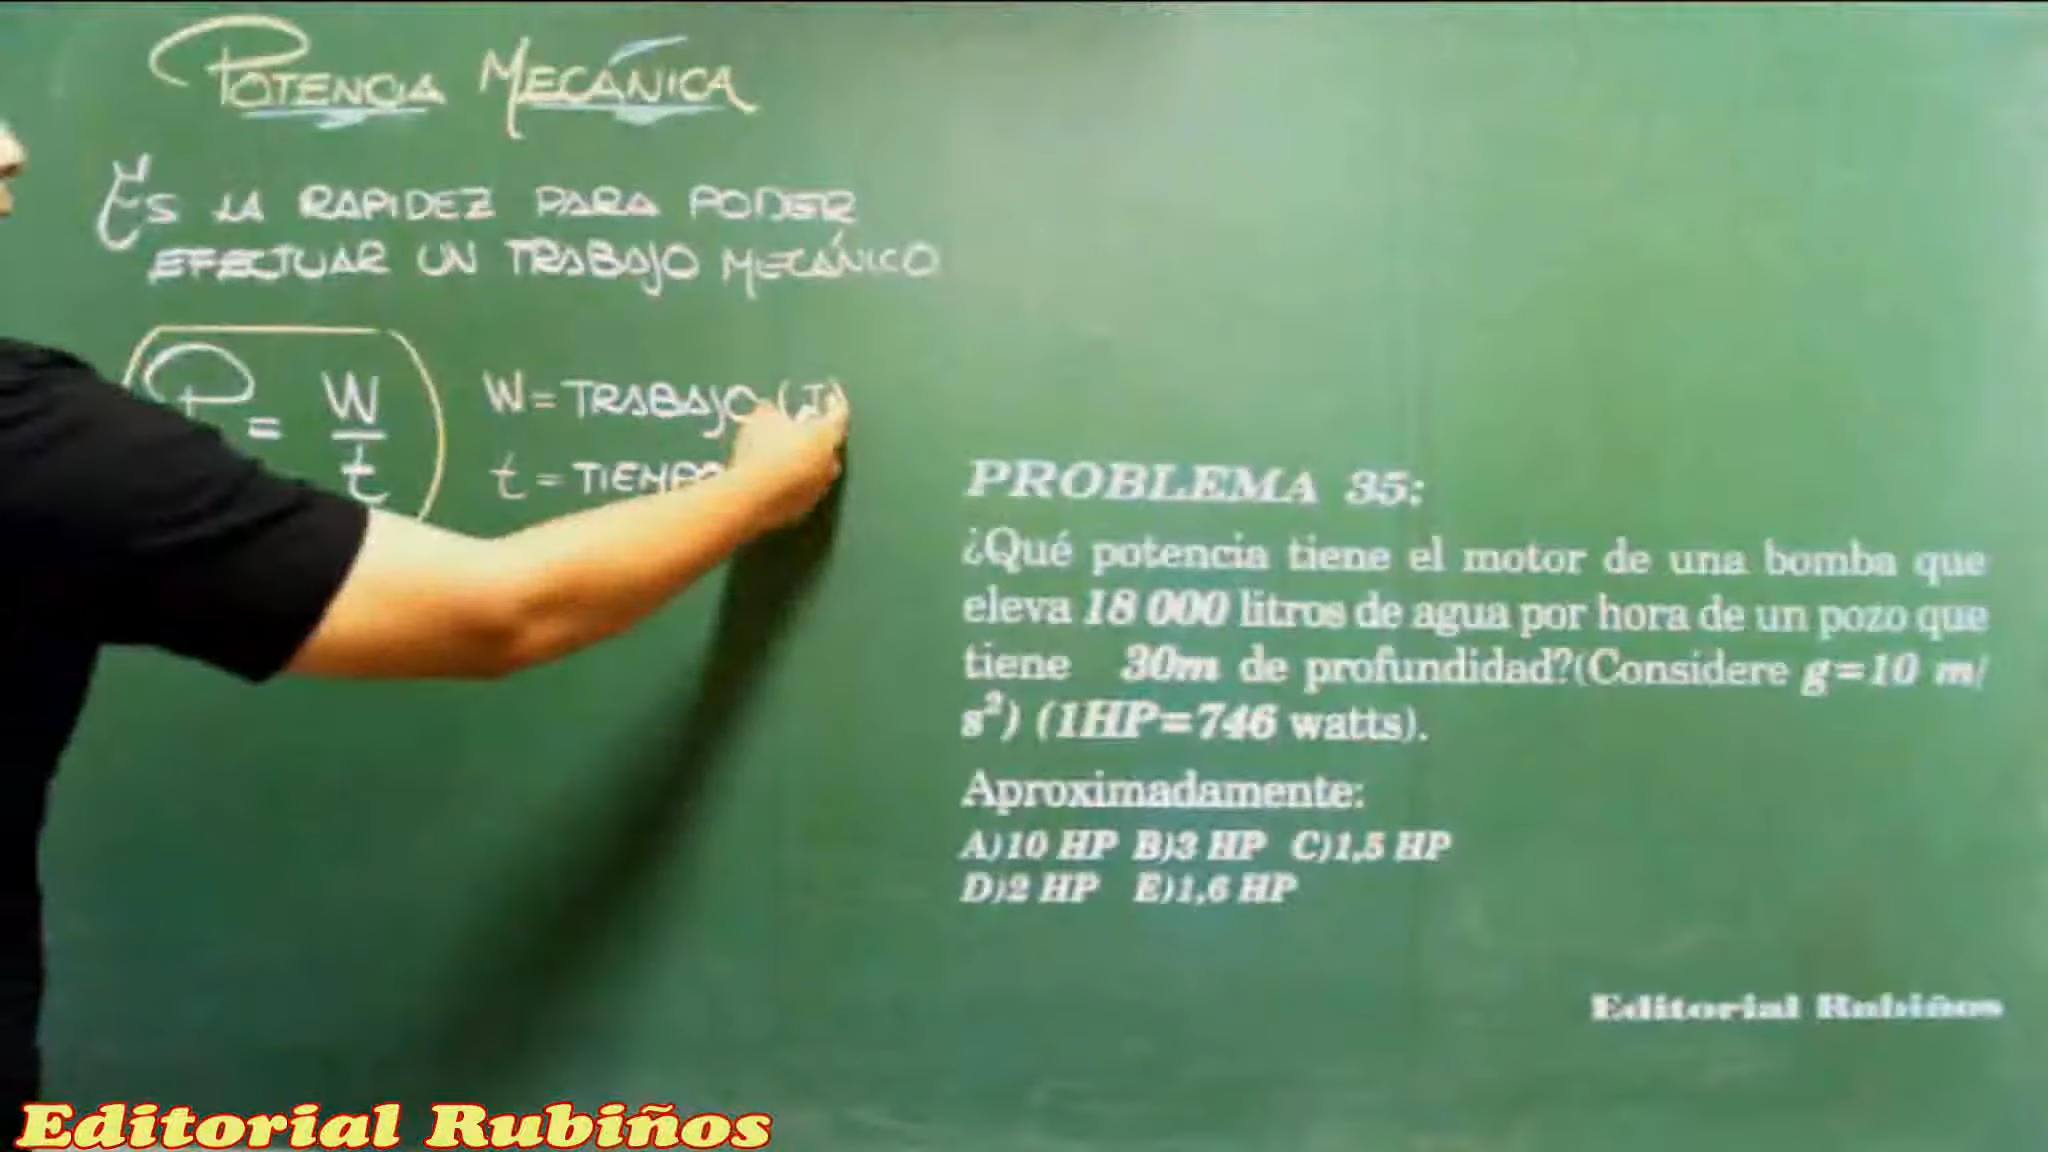 POTENCIA MECÁNICA
ES LA RAPIDEZ PARA PODER
EFECTUAR UN TRABAJO MECÁNICO
P = W
t
W = TRABAJO (J)
t = TIEMPO
PROBLEMA 35:
¿Qué potencia tiene el motor de una bomba que
eleva 18 000 litros de agua por hora de un pozo que
tiene 30m de profundidad?(Considere g=10 m/
s²) (1HP=746 watts).
Aproximadamente:
A)10 HP B)3 HP C)1,5 HP
D)2 HP E)1,6 HP
Editorial Rubiños
Editorial Rubiños